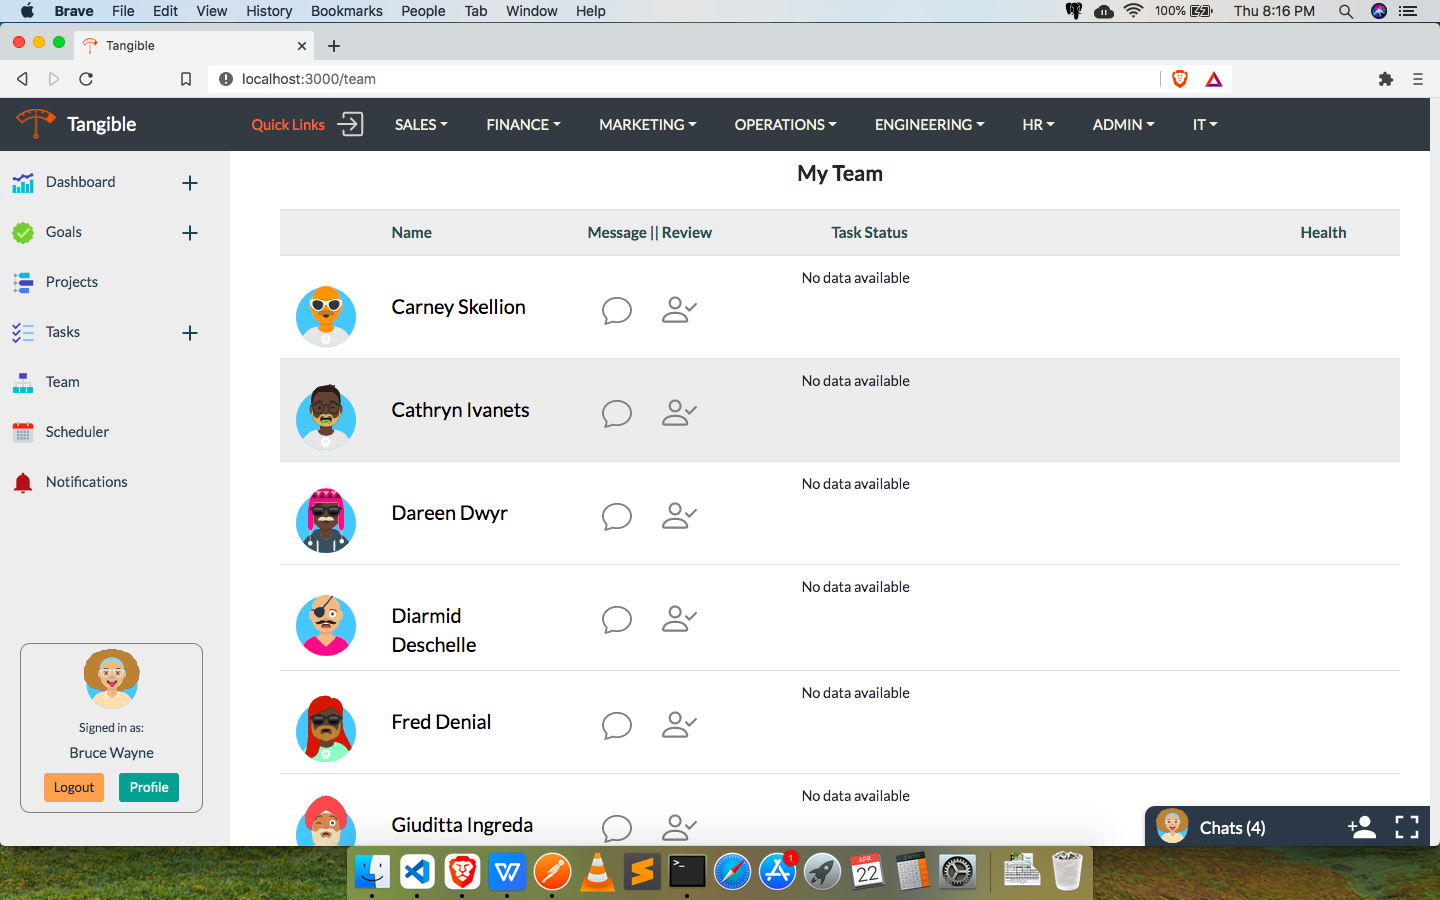 Brave File Edit View History Bookmarks People Tab Window Help 100% Thu 8:16 PM
Tangible
localhost:3000/team
Tangible Quick Links SALES FINANCE MARKETING OPERATIONS ENGINEERING HR ADMIN IT
Dashboard
Goals
Projects
Tasks
Team
Scheduler
Notifications
Signed in as:
Bruce Wayne
Logout Profile
My Team
Name Message || Review Task Status Health
Carney Skellion No data available
Cathryn Ivanets No data available
Dareen Dwyr No data available
Diarmid No data available
Deschelle
Fred Denial No data available
Giuditta Ingreda No data available
Chats (4)
1
APR
22